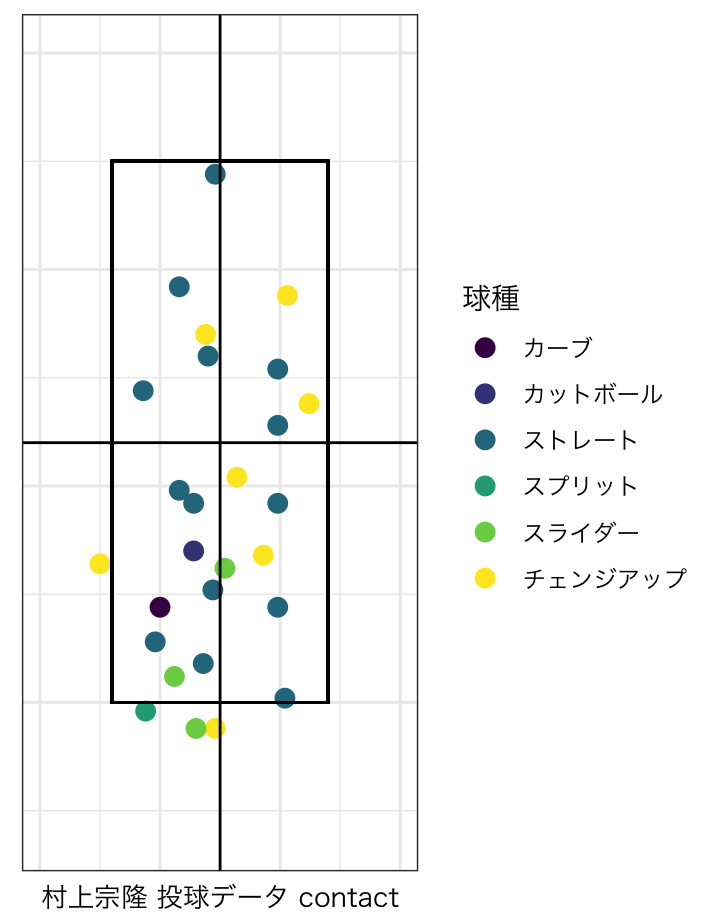 球種
カーブ
カットボール
ストレート
スプリット
スライダー
チェンジアップ
村上宗隆 投球データ contact